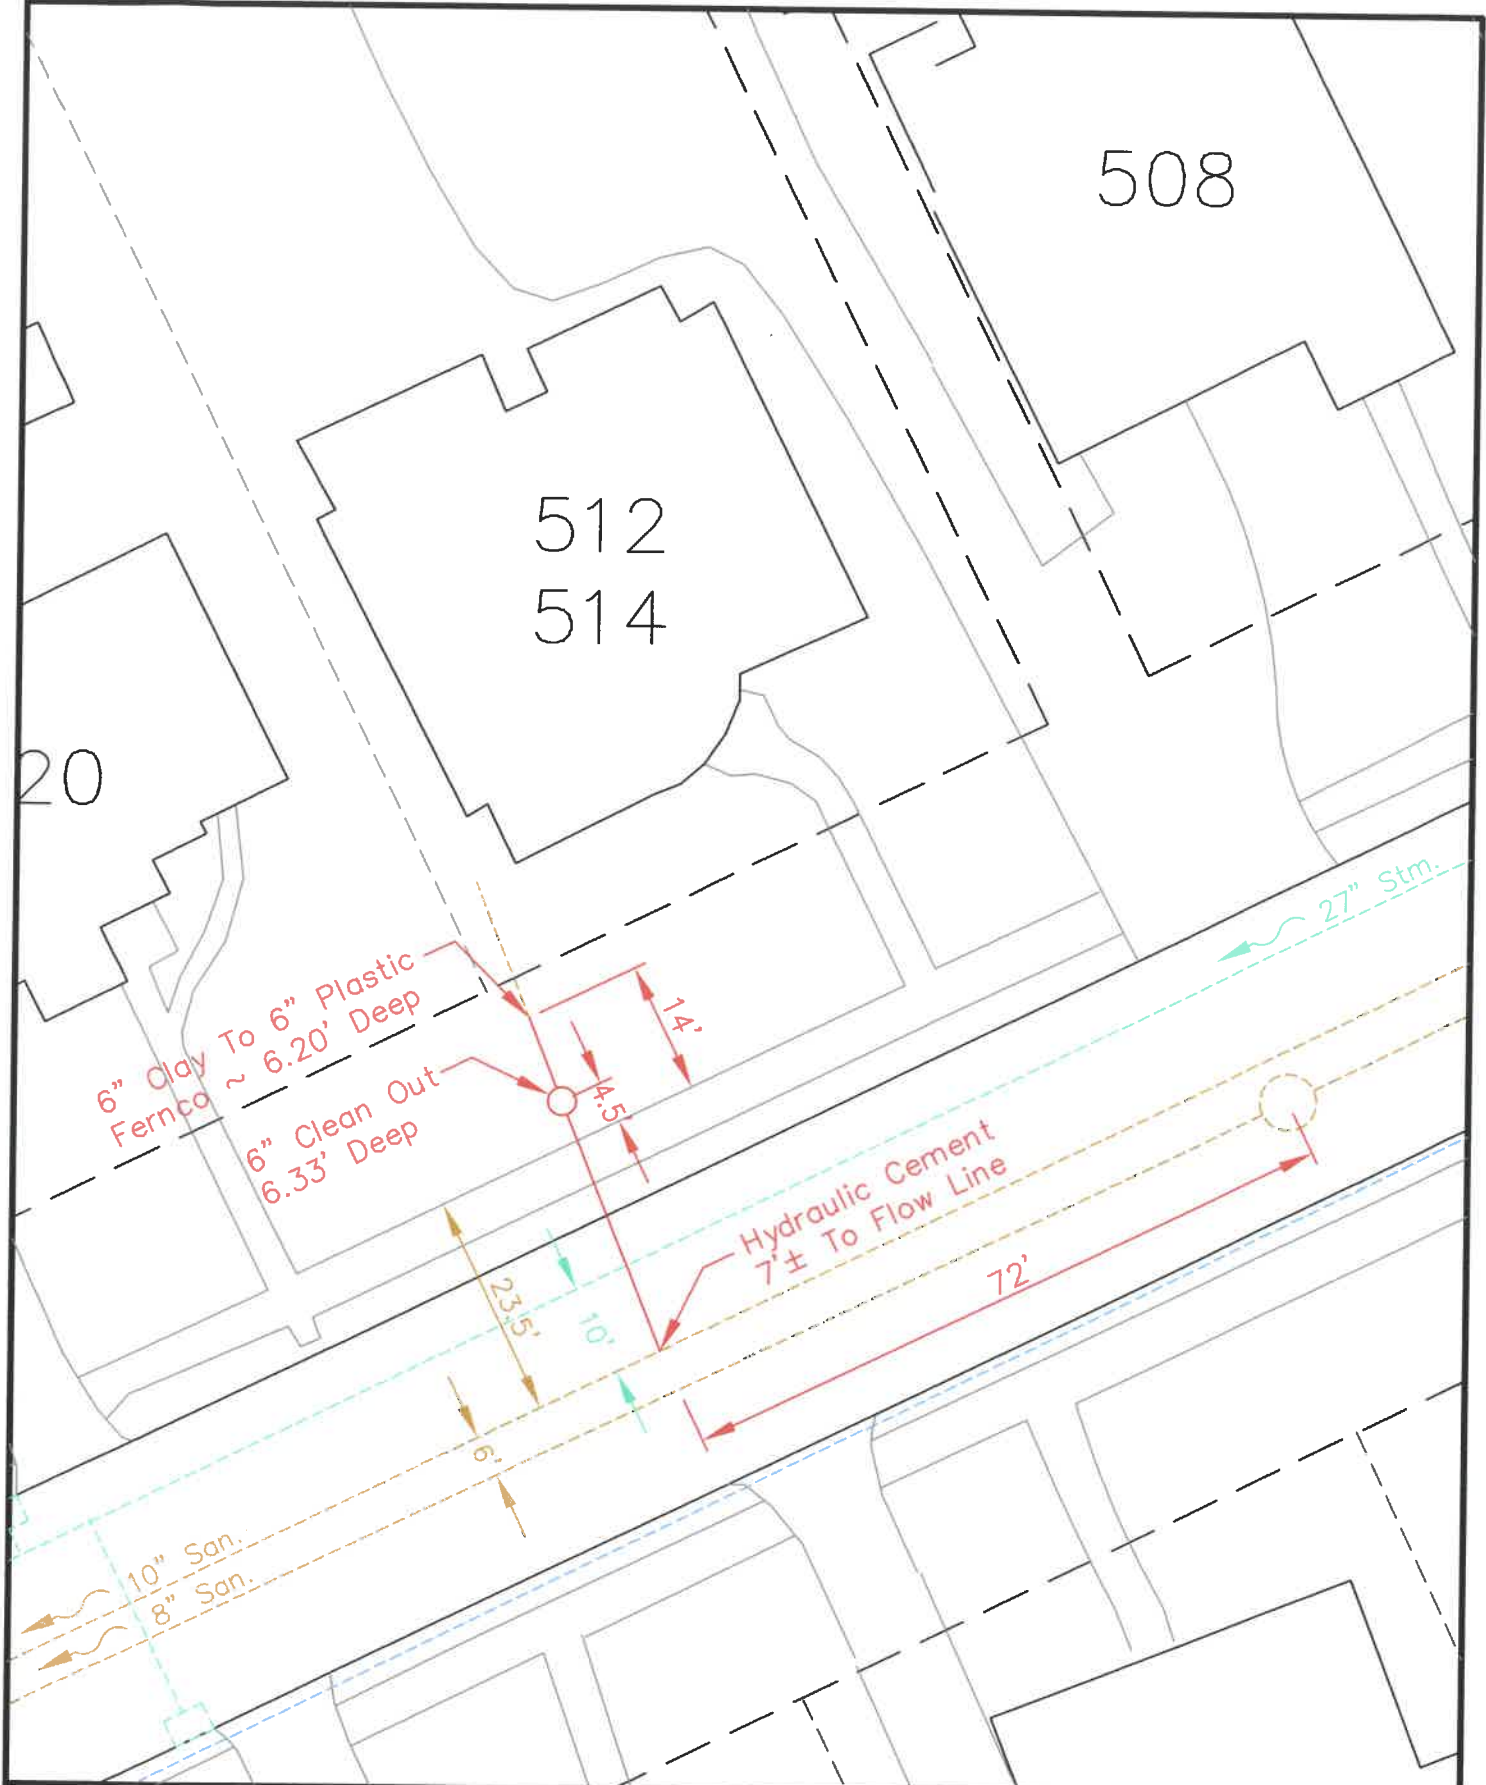 508
512
514
20
27" Stm.
6" Clay To 6" Plastic
Fernco ~ 6.20' Deep
14'
6" Clean Out
6.33' Deep
4.5'
Hydraulic Cement
7'± To Flow Line
72'
23.5'
10'
6'
10" San.
8" San.